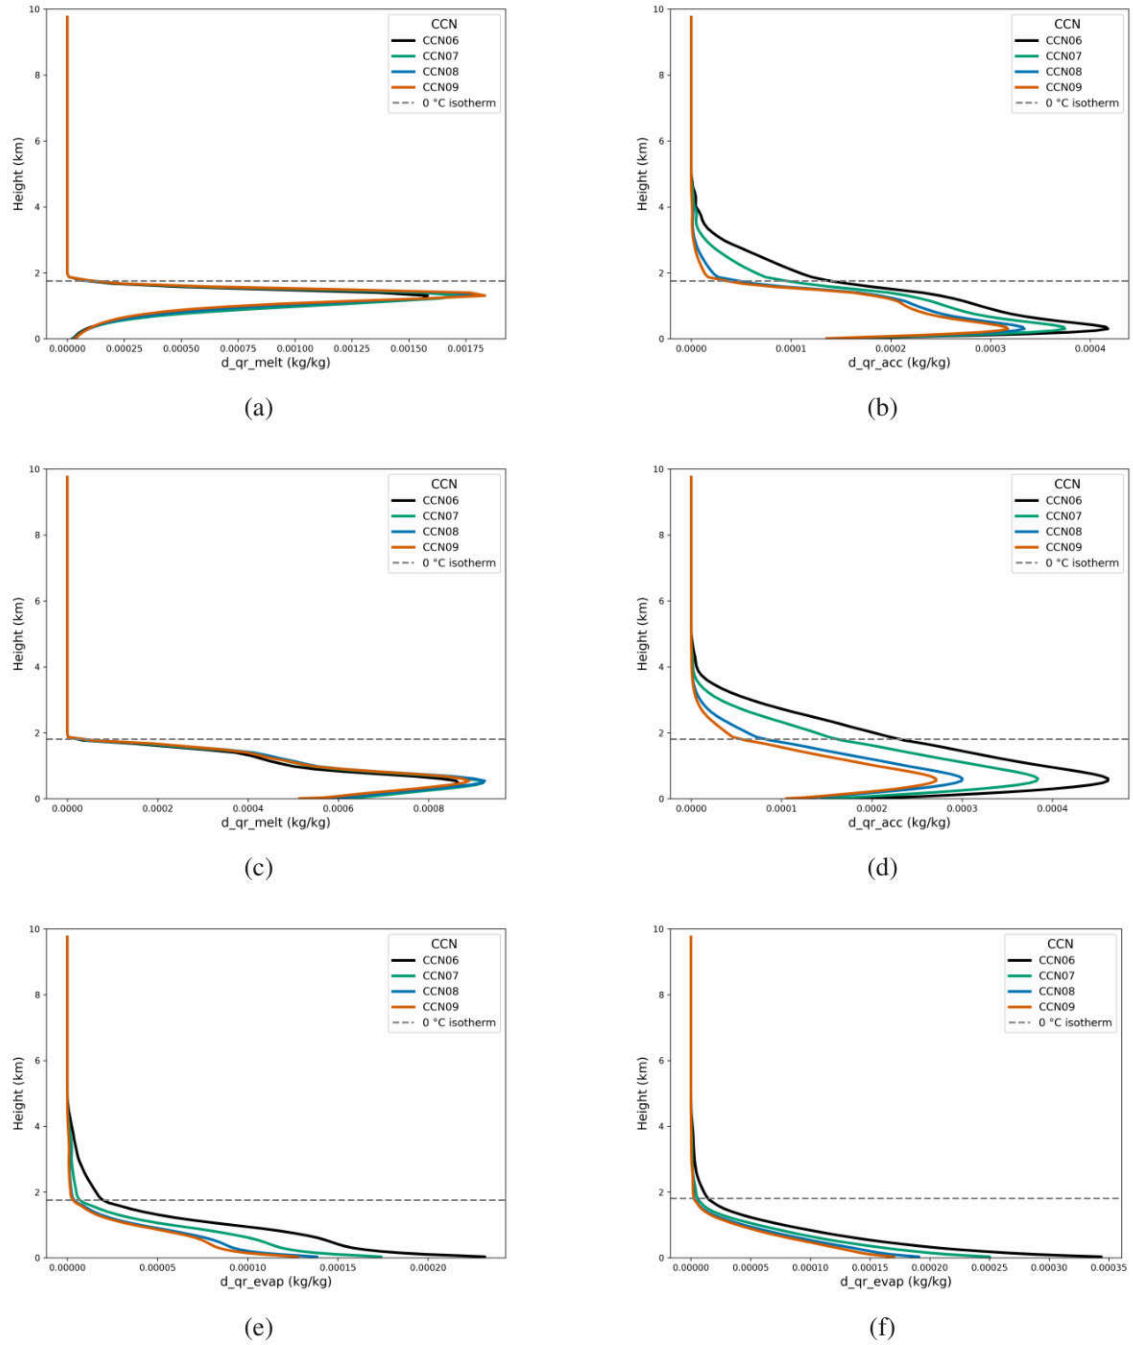 10
8
6
4
2
0
Height (km)
CCN
CCN06
CCN07
CCN08
CCN09
0 °C isotherm
0.00000 0.00025 0.00050 0.00075 0.00100 0.00125 0.00150 0.00175
d_qr_melt (kg/kg)
(a)
10
8
6
4
2
0
Height (km)
CCN
CCN06
CCN07
CCN08
CCN09
0 °C isotherm
0.0000 0.0001 0.0002 0.0003 0.0004
d_qr_acc (kg/kg)
(b)
10
8
6
4
2
0
Height (km)
CCN
CCN06
CCN07
CCN08
CCN09
0 °C isotherm
0.0000 0.0002 0.0004 0.0006 0.0008
d_qr_melt (kg/kg)
(c)
10
8
6
4
2
0
Height (km)
CCN
CCN06
CCN07
CCN08
CCN09
0 °C isotherm
0.0000 0.0001 0.0002 0.0003 0.0004
d_qr_acc (kg/kg)
(d)
10
8
6
4
2
0
Height (km)
CCN
CCN06
CCN07
CCN08
CCN09
0 °C isotherm
0.00000 0.00005 0.00010 0.00015 0.00020
d_qr_evap (kg/kg)
(e)
10
8
6
4
2
0
Height (km)
CCN
CCN06
CCN07
CCN08
CCN09
0 °C isotherm
0.00000 0.00005 0.00010 0.00015 0.00020 0.00025 0.00030 0.00035
d_qr_evap (kg/kg)
(f)